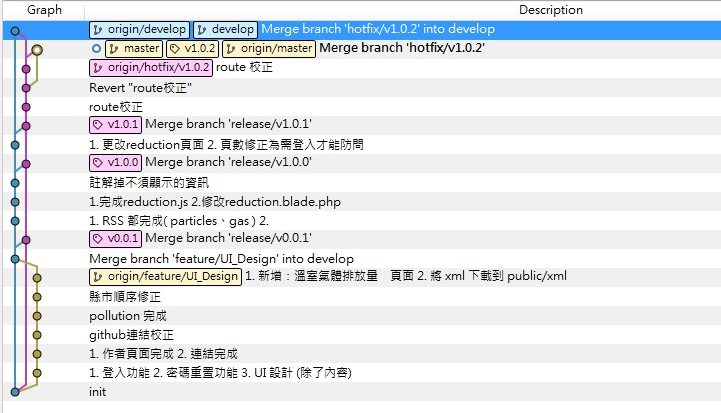 Graph Description
origin/develop develop Merge branch 'hotfix/v1.0.2' into develop
master v1.0.2 origin/master Merge branch 'hotfix/v1.0.2'
origin/hotfix/v1.0.2 route 校正
Revert "route校正"
route校正
v1.0.1 Merge branch 'release/v1.0.1'
1. 更改reduction頁面 2. 頁數修正為需登入才能防問
v1.0.0 Merge branch 'release/v1.0.0'
註解掉不須顯示的資訊
1.完成reduction.js 2.修改reduction.blade.php
1. RSS 都完成( particles、gas ) 2.
v0.0.1 Merge branch 'release/v0.0.1'
Merge branch 'feature/UI_Design' into develop
origin/feature/UI_Design 1. 新增：溫室氣體排放量　頁面 2. 將 xml 下載到 public/xml
縣市順序修正
pollution 完成
github連結校正
1. 作者頁面完成 2. 連結完成
1. 登入功能 2. 密碼重置功能 3. UI 設計 (除了內容)
init